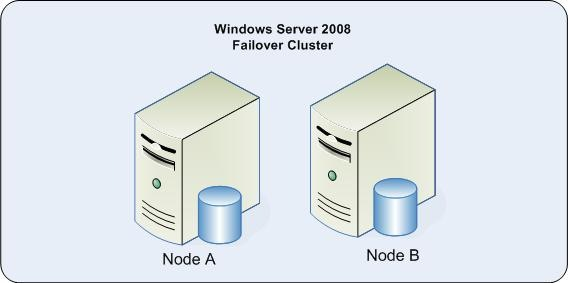 Windows Server 2008
Failover Cluster
Node A
Node B